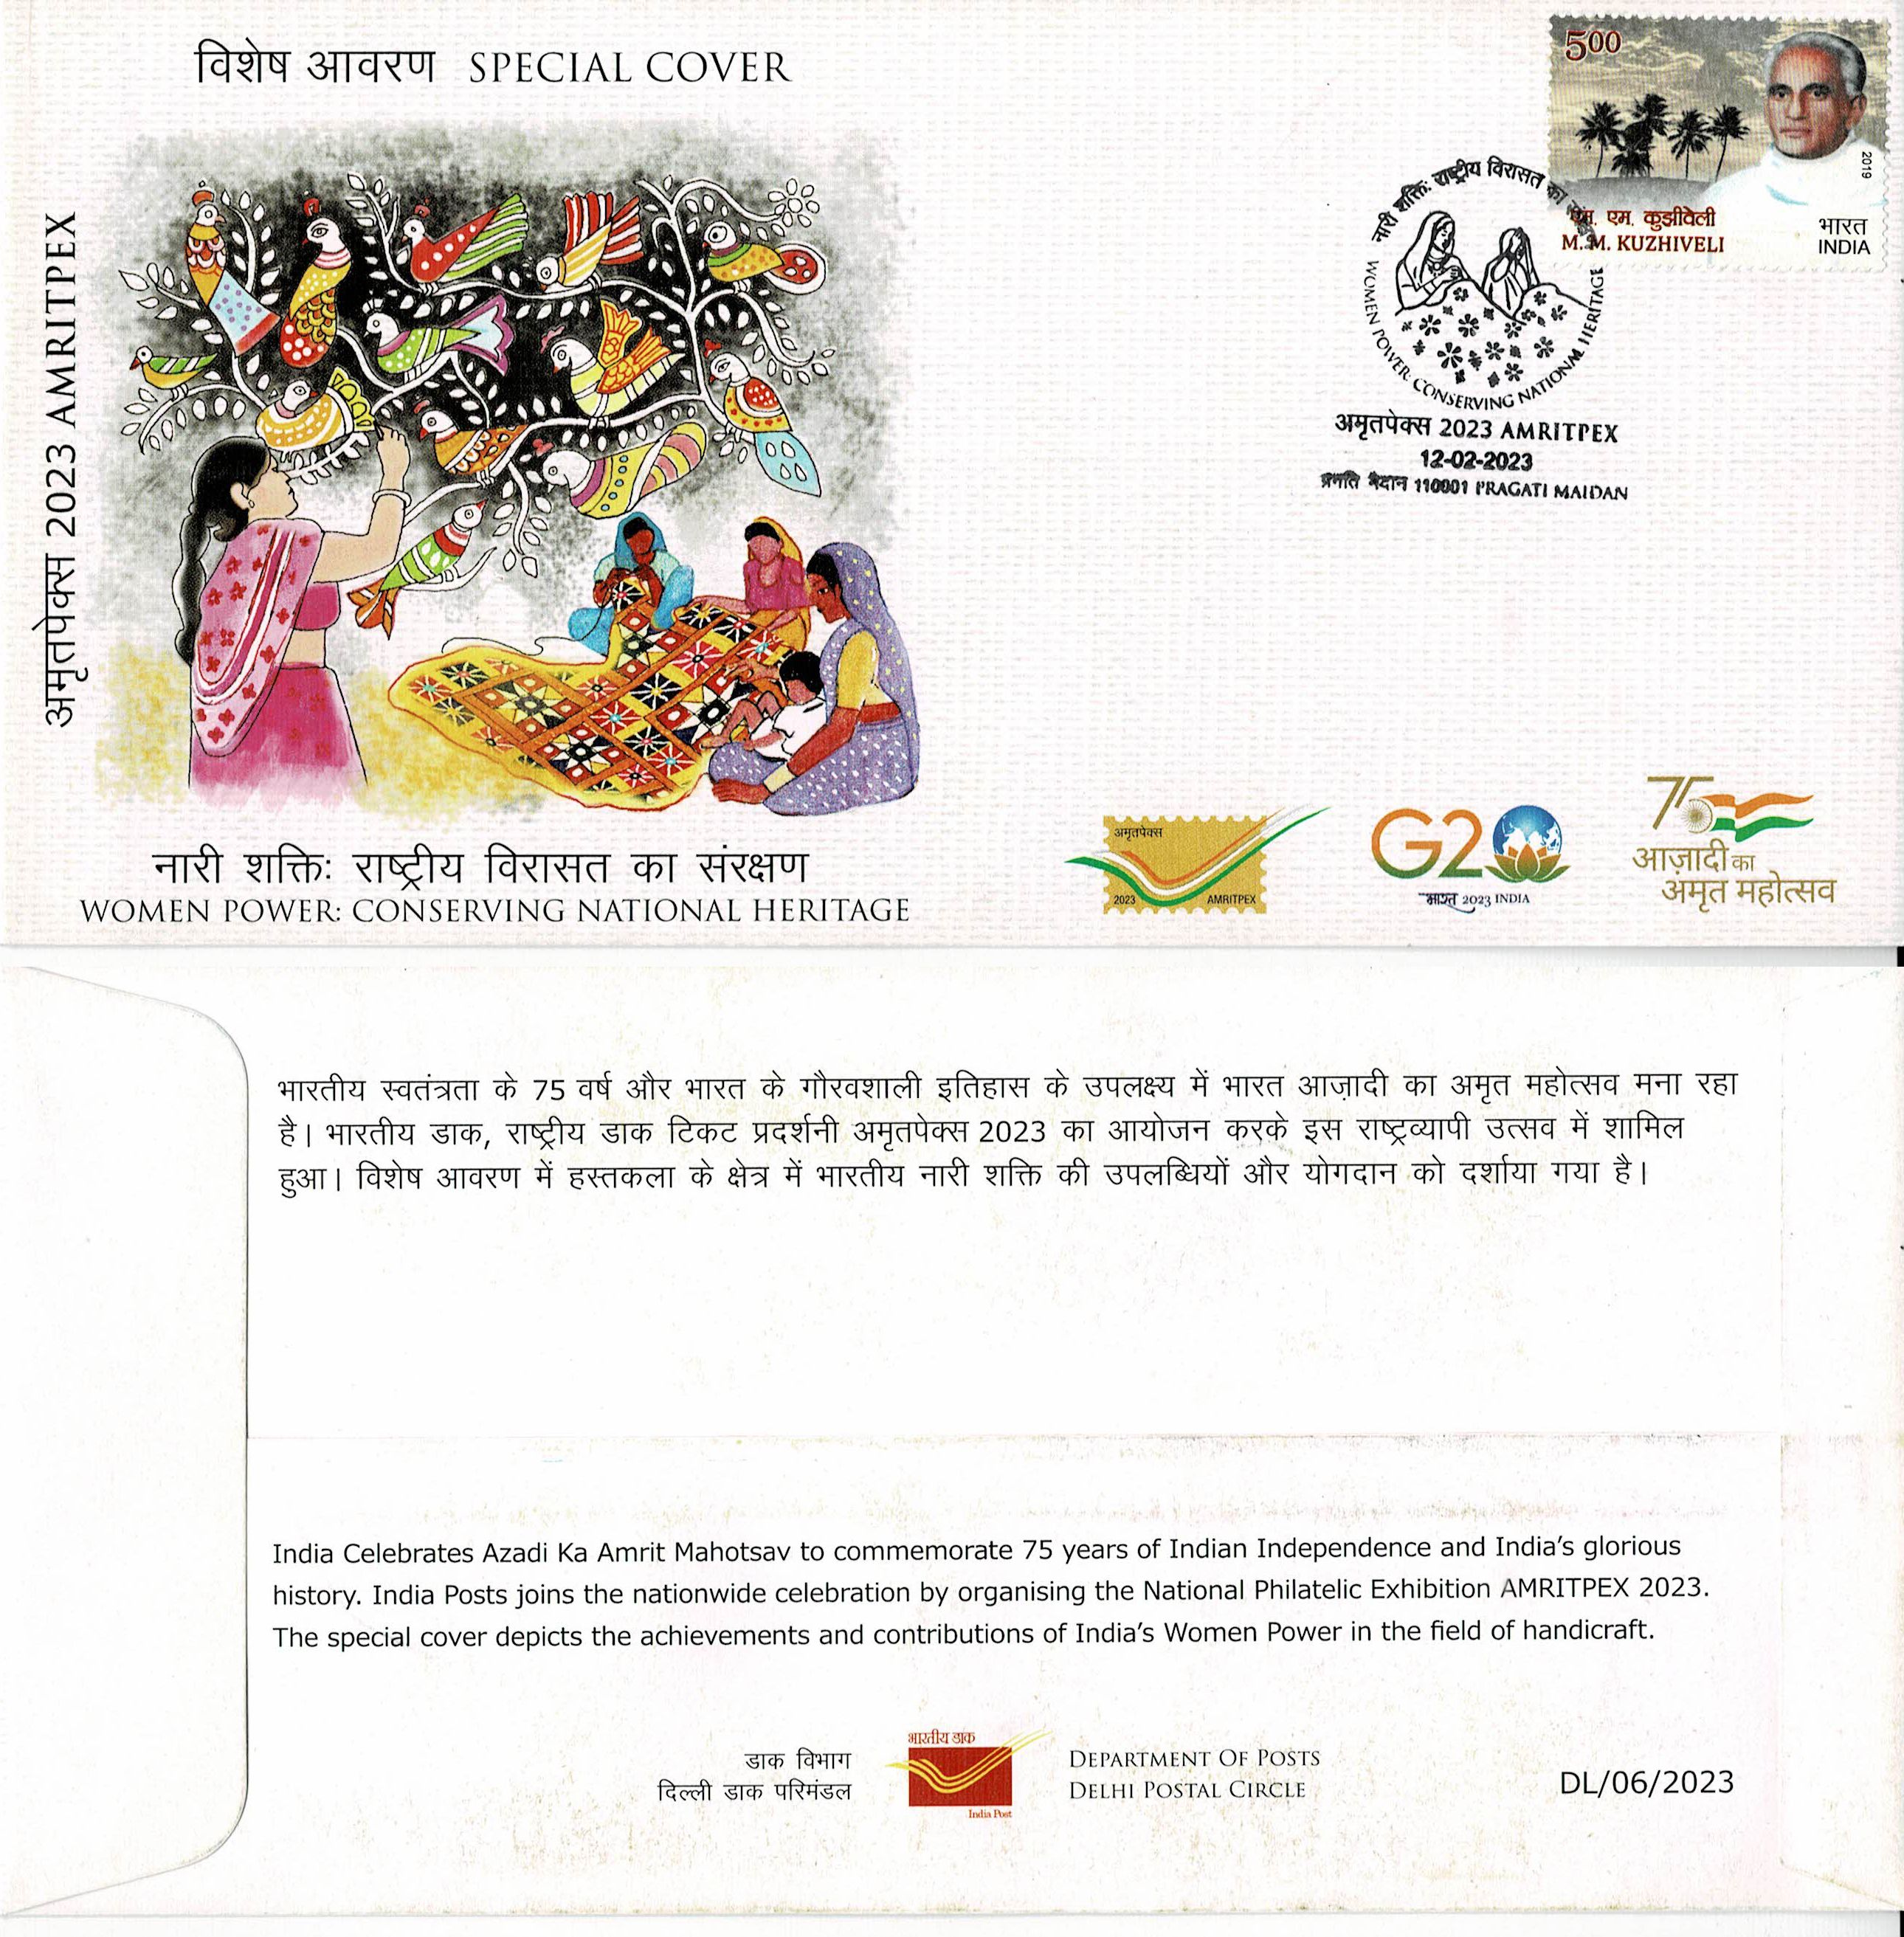 विशेष आवरण SPECIAL COVER
अमृतपेक्स 2023 AMRITPEX
नारी शक्तिः राष्ट्रीय विरासत का संरक्षण
WOMEN POWER: CONSERVING NATIONAL HERITAGE
500
2019
एम. एम. कुझीवेली
M. M. KUZHIVELI
भारत
INDIA
नारी शक्तिः राष्ट्रीय विरासत का
WOMEN POWER: CONSERVING NATIONAL HERITAGE
अमृतपेक्स 2023 AMRITPEX
12-02-2023
प्रगति मैदान 110001 PRAGATI MAIDAN
अमृतपेक्स
2023 AMRITPEX
G20
भारत 2023 INDIA
75
आज़ादी का
अमृत महोत्सव
भारतीय स्वतंत्रता के 75 वर्ष और भारत के गौरवशाली इतिहास के उपलक्ष्य में भारत आज़ादी का अमृत महोत्सव मना रहा
है। भारतीय डाक, राष्ट्रीय डाक टिकट प्रदर्शनी अमृतपेक्स 2023 का आयोजन करके इस राष्ट्रव्यापी उत्सव में शामिल
हुआ। विशेष आवरण में हस्तकला के क्षेत्र में भारतीय नारी शक्ति की उपलब्धियों और योगदान को दर्शाया गया है।
India Celebrates Azadi Ka Amrit Mahotsav to commemorate 75 years of Indian Independence and India’s glorious
history. India Posts joins the nationwide celebration by organising the National Philatelic Exhibition AMRITPEX 2023.
The special cover depicts the achievements and contributions of India’s Women Power in the field of handicraft.
डाक विभाग
दिल्ली डाक परिमंडल
भारतीय डाक
India Post
DEPARTMENT OF POSTS
DELHI POSTAL CIRCLE
DL/06/2023